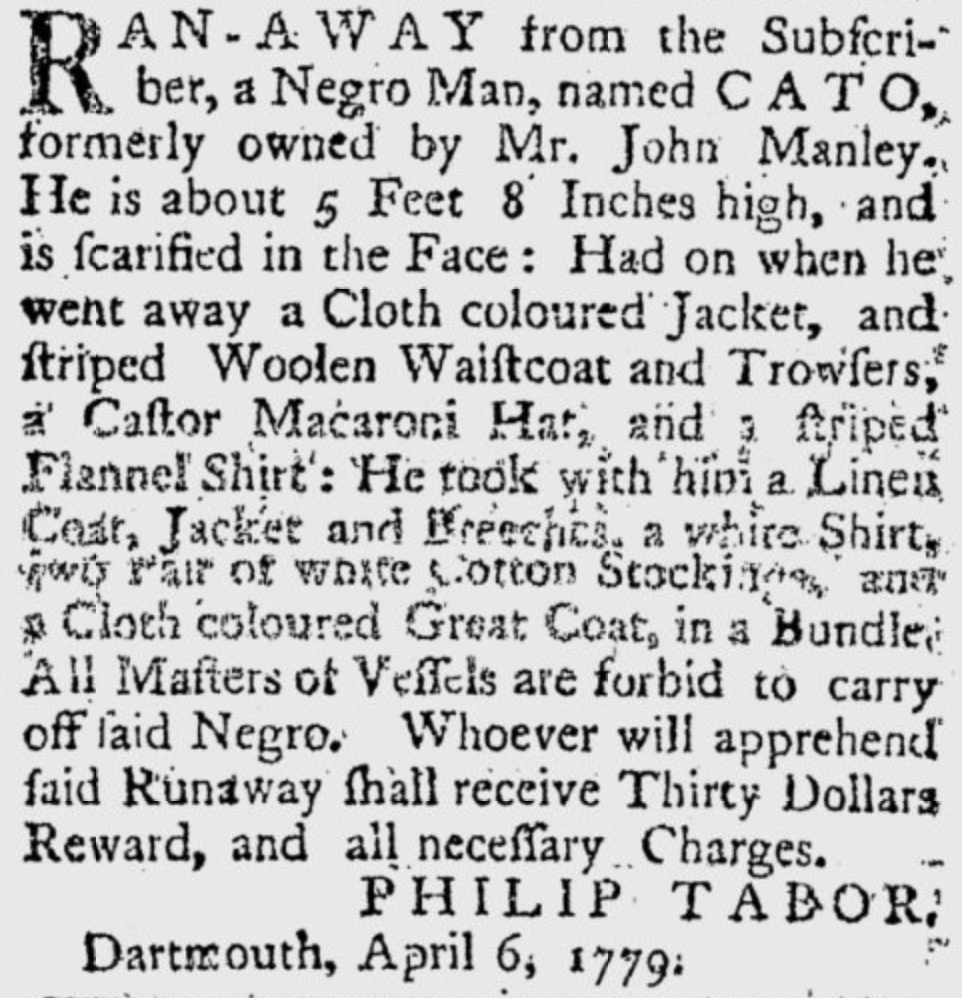 RAN-AWAY from the Subſcri-
ber, a Negro Man, named CATO,
formerly owned by Mr. John Manley.
He is about 5 Feet 8 Inches high, and
is ſcarified in the Face: Had on when he
went away a Cloth coloured Jacket, and
ſtriped Woolen Waiſtcoat and Trowſers,
a Caſtor Macaroni Hat, and a ſtriped
Flannel Shirt: He took with him a Linen
Coat, Jacket and Breeches, a white Shirt,
two Pair of white Cotton Stockings, and
a Cloth coloured Great Coat, in a Bundle.
All Maſters of Veſſels are forbid to carry
off ſaid Negro. Whoever will apprehend
ſaid Runaway ſhall receive Thirty Dollars
Reward, and all neceſſary Charges.
PHILIP TABOR.
Dartmouth, April 6, 1779.